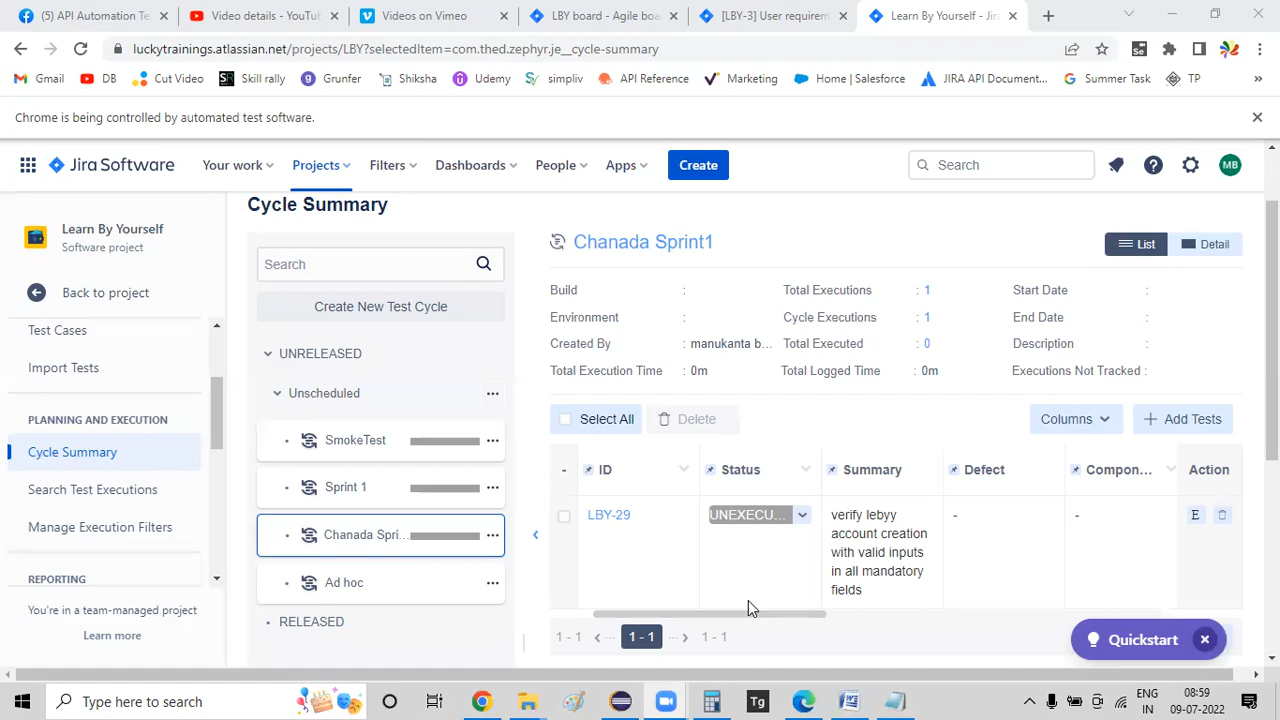 (5) API Automation Te
Video details - YouTu
Videos on Vimeo
LBY board - Agile boa
[LBY-3] User requirem
Learn By Yourself - Jira
luckytrainings.atlassian.net/projects/LBY?selectedItem=com.thed.zephyr.je__cycle-summary
Gmail
DB
Cut Video
SR Skill rally
Grunfer
Shiksha
Udemy
simpliv
API Reference
Marketing
Home | Salesforce
JIRA API Document...
Summer Task
TP
»
Chrome is being controlled by automated test software.
Jira Software
Your work
Projects
Filters
Dashboards
People
Apps
Create
Search
MB
Learn By Yourself
Software project
Back to project
Test Cases
Import Tests
PLANNING AND EXECUTION
Cycle Summary
Search Test Executions
Manage Execution Filters
REPORTING
You're in a team-managed project
Learn more
Cycle Summary
Search
Create New Test Cycle
UNRELEASED
Unscheduled
SmokeTest
Sprint 1
Chanada Spri...
Ad hoc
RELEASED
Chanada Sprint1
List
Detail
Build :
Total Executions : 1
Start Date :
Environment :
Cycle Executions : 1
End Date :
Created By : manukanta b...
Total Executed : 0
Description :
Total Execution Time : 0m
Total Logged Time : 0m
Executions Not Tracked :
Select All
Delete
Columns
+ Add Tests
- ID Status Summary Defect Compon... Action
LBY-29
UNEXECU...
verify lebyy
account creation
with valid inputs
in all mandatory
fields
-
-
E
1 - 1 ‹ ··· 1 - 1 ··· › 1 - 1
Quickstart
Type here to search
Tg
ENG
IN
08:59
09-07-2022